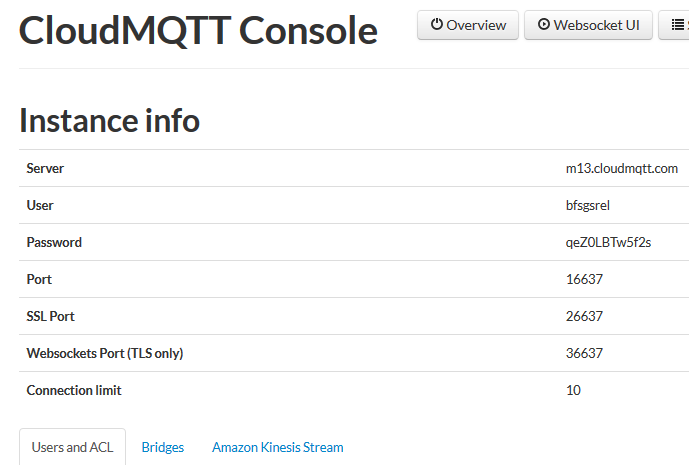 CloudMQTT Console
Overview
Websocket UI
Instance info
Server m13.cloudmqtt.com
User bfsgsrel
Password qeZ0LBTw5f2s
Port 16637
SSL Port 26637
Websockets Port (TLS only) 36637
Connection limit 10
Users and ACL Bridges Amazon Kinesis Stream